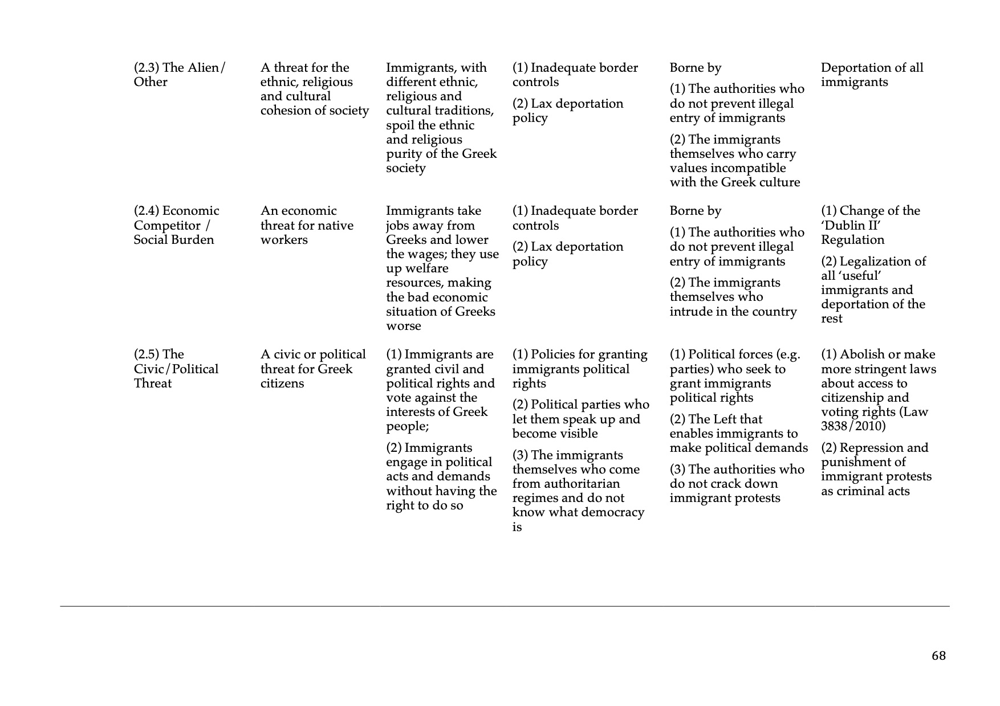 (2.3) The Alien/
Other
A threat for the
ethnic, religious
and cultural
cohesion of society
Immigrants, with
different ethnic,
religious and
cultural traditions,
spoil the ethnic
and religious
purity of the Greek
society
(1) Inadequate border
controls
(2) Lax deportation
policy
Borne by
(1) The authorities who
do not prevent illegal
entry of immigrants
(2) The immigrants
themselves who carry
values incompatible
with the Greek culture
Deportation of all
immigrants
(2.4) Economic
Competitor /
Social Burden
An economic
threat for native
workers
Immigrants take
jobs away from
Greeks and lower
the wages; they use
up welfare
resources, making
the bad economic
situation of Greeks
worse
(1) Inadequate border
controls
(2) Lax deportation
policy
Borne by
(1) The authorities who
do not prevent illegal
entry of immigrants
(2) The immigrants
themselves who
intrude in the country
(1) Change of the
‘Dublin II’
Regulation
(2) Legalization of
all ‘useful’
immigrants and
deportation of the
rest
(2.5) The
Civic/Political
Threat
A civic or political
threat for Greek
citizens
(1) Immigrants are
granted civil and
political rights and
vote against the
interests of Greek
people;
(2) Immigrants
engage in political
acts and demands
without having the
right to do so
(1) Policies for granting
immigrants political
rights
(2) Political parties who
let them speak up and
become visible
(3) The immigrants
themselves who come
from authoritarian
regimes and do not
know what democracy
is
(1) Political forces (e.g.
parties) who seek to
grant immigrants
political rights
(2) The Left that
enables immigrants to
make political demands
(3) The authorities who
do not crack down
immigrant protests
(1) Abolish or make
more stringent laws
about access to
citizenship and
voting rights (Law
3838/2010)
(2) Repression and
punishment of
immigrant protests
as criminal acts
68